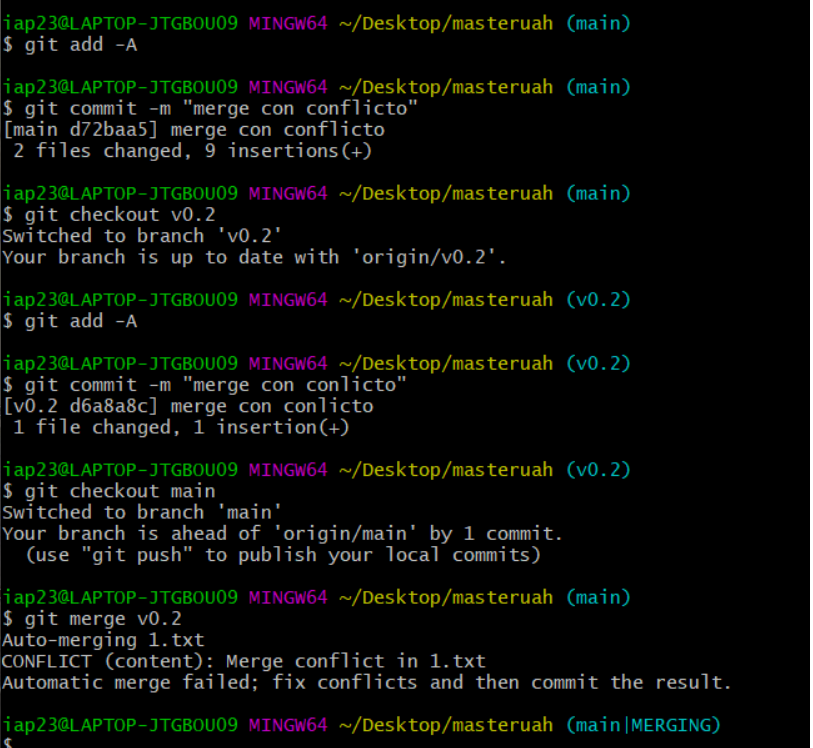 iap23@LAPTOP-JTGBOU09 MINGW64 ~/Desktop/masteruah (main)
$ git add -A
iap23@LAPTOP-JTGBOU09 MINGW64 ~/Desktop/masteruah (main)
$ git commit -m "merge con conflicto"
[main d72baa5] merge con conflicto
2 files changed, 9 insertions(+)
iap23@LAPTOP-JTGBOU09 MINGW64 ~/Desktop/masteruah (main)
$ git checkout v0.2
Switched to branch 'v0.2'
Your branch is up to date with 'origin/v0.2'.
iap23@LAPTOP-JTGBOU09 MINGW64 ~/Desktop/masteruah (v0.2)
$ git add -A
iap23@LAPTOP-JTGBOU09 MINGW64 ~/Desktop/masteruah (v0.2)
$ git commit -m "merge con conlicto"
[v0.2 d6a8a8c] merge con conlicto
1 file changed, 1 insertion(+)
iap23@LAPTOP-JTGBOU09 MINGW64 ~/Desktop/masteruah (v0.2)
$ git checkout main
Switched to branch 'main'
Your branch is ahead of 'origin/main' by 1 commit.
(use "git push" to publish your local commits)
iap23@LAPTOP-JTGBOU09 MINGW64 ~/Desktop/masteruah (main)
$ git merge v0.2
Auto-merging 1.txt
CONFLICT (content): Merge conflict in 1.txt
Automatic merge failed; fix conflicts and then commit the result.
iap23@LAPTOP-JTGBOU09 MINGW64 ~/Desktop/masteruah (main|MERGING)
$